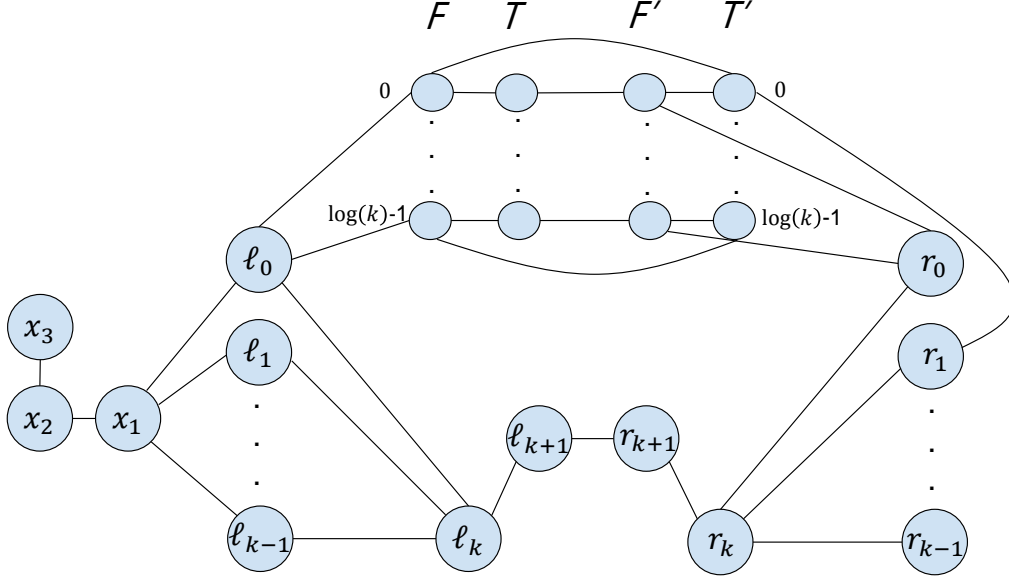 F T F′ T′
0 0
log(k)-1 log(k)-1
ℓ₀ r₀
x₃
ℓ₁ r₁
x₂ x₁
ℓₖ₊₁ rₖ₊₁
ℓₖ₋₁ ℓₖ rₖ rₖ₋₁